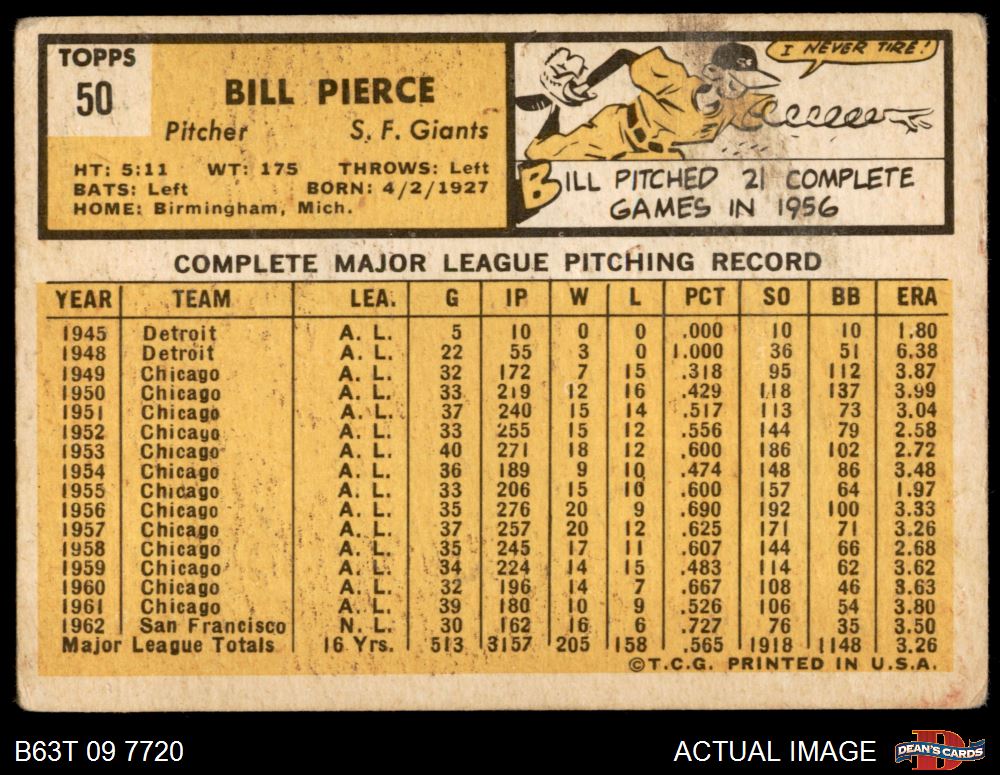 TOPPS
50
BILL PIERCE
Pitcher S. F. Giants
HT: 5:11 WT: 175 THROWS: Left
BATS: Left BORN: 4/2/1927
HOME: Birmingham, Mich.
I NEVER TIRE!
BILL PITCHED 21 COMPLETE
GAMES IN 1956
COMPLETE MAJOR LEAGUE PITCHING RECORD
YEAR TEAM LEA. G IP W L PCT SO BB ERA
1945 Detroit A. L. 5 10 0 0 .000 10 10 1.80
1948 Detroit A. L. 22 55 3 0 1.000 36 51 6.38
1949 Chicago A. L. 32 172 7 15 .318 95 112 3.87
1950 Chicago A. L. 33 219 12 16 .429 118 137 3.99
1951 Chicago A. L. 37 240 15 14 .517 113 73 3.04
1952 Chicago A. L. 33 255 15 12 .556 144 79 2.58
1953 Chicago A. L. 40 271 18 12 .600 186 102 2.72
1954 Chicago A. L. 36 189 9 10 .474 148 86 3.48
1955 Chicago A. L. 33 206 15 10 .600 157 64 1.97
1956 Chicago A. L. 35 276 20 9 .690 192 100 3.33
1957 Chicago A. L. 37 257 20 12 .625 171 71 3.26
1958 Chicago A. L. 35 245 17 11 .607 144 66 2.68
1959 Chicago A. L. 34 224 14 15 .483 114 62 3.62
1960 Chicago A. L. 32 196 14 7 .667 108 46 3.63
1961 Chicago A. L. 39 180 10 9 .526 106 54 3.80
1962 San Francisco N. L. 30 162 16 6 .727 76 35 3.50
Major League Totals 16 Yrs. 513 3157 205 158 .565 1918 1148 3.26
©T.C.G. PRINTED IN U.S.A.
B63T 09 7720 ACTUAL IMAGE DEAN'S CARDS